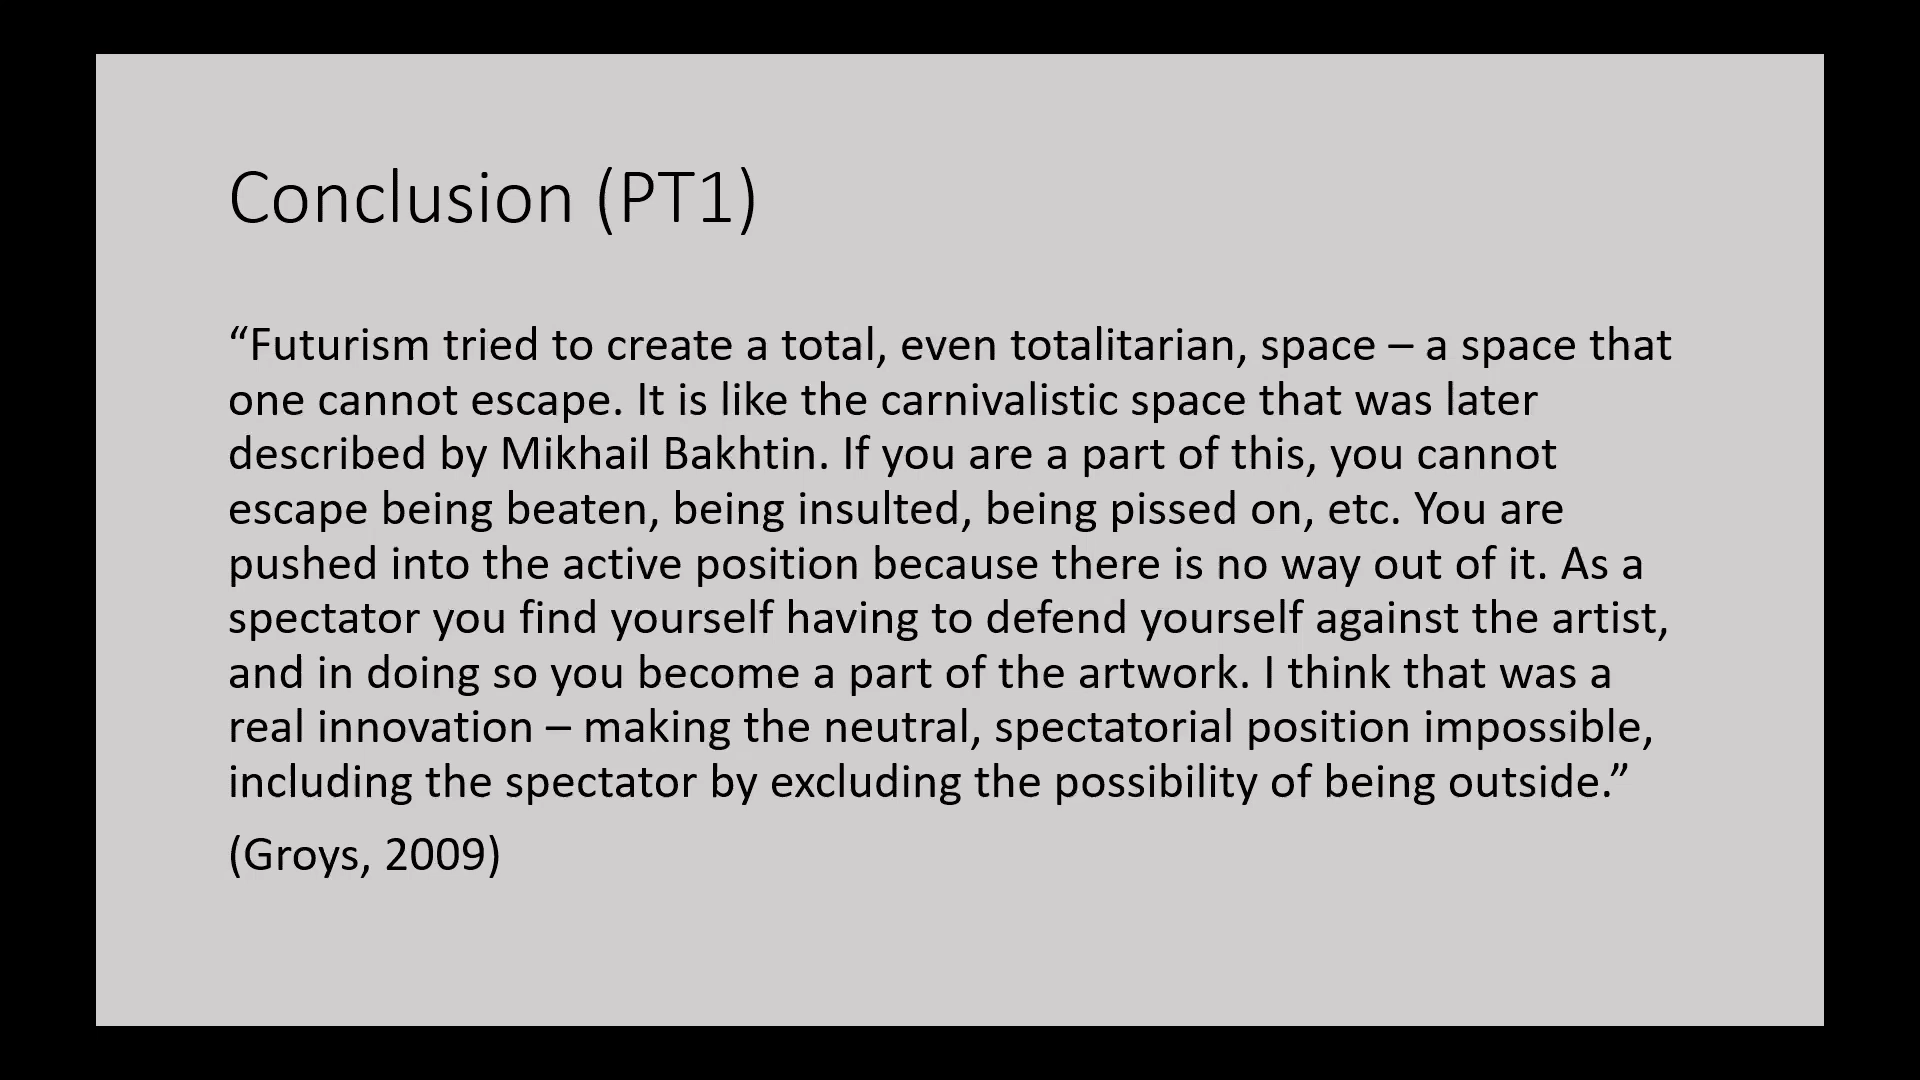 Conclusion (PT1)
“Futurism tried to create a total, even totalitarian, space – a space that
one cannot escape. It is like the carnivalistic space that was later
described by Mikhail Bakhtin. If you are a part of this, you cannot
escape being beaten, being insulted, being pissed on, etc. You are
pushed into the active position because there is no way out of it. As a
spectator you find yourself having to defend yourself against the artist,
and in doing so you become a part of the artwork. I think that was a
real innovation – making the neutral, spectatorial position impossible,
including the spectator by excluding the possibility of being outside.”
(Groys, 2009)